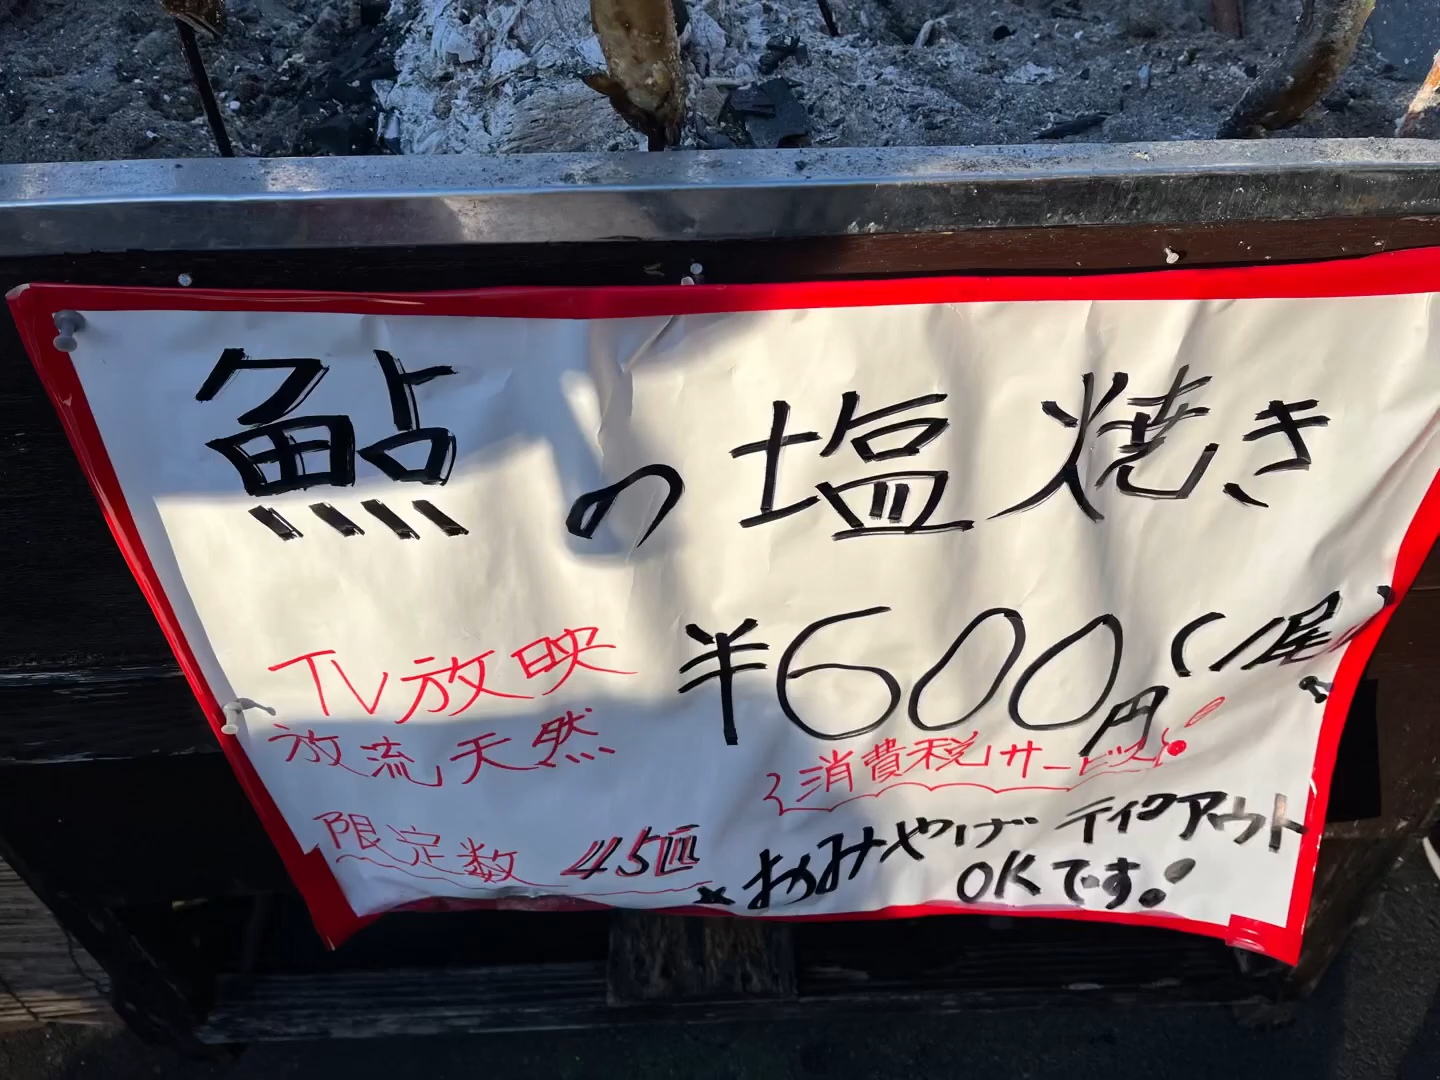 鮎の塩焼き
¥600円(1尾)
TV放映
放流天然
消費税サービス!
限定数 45匹
★おみやげ テイクアウト
OKです!